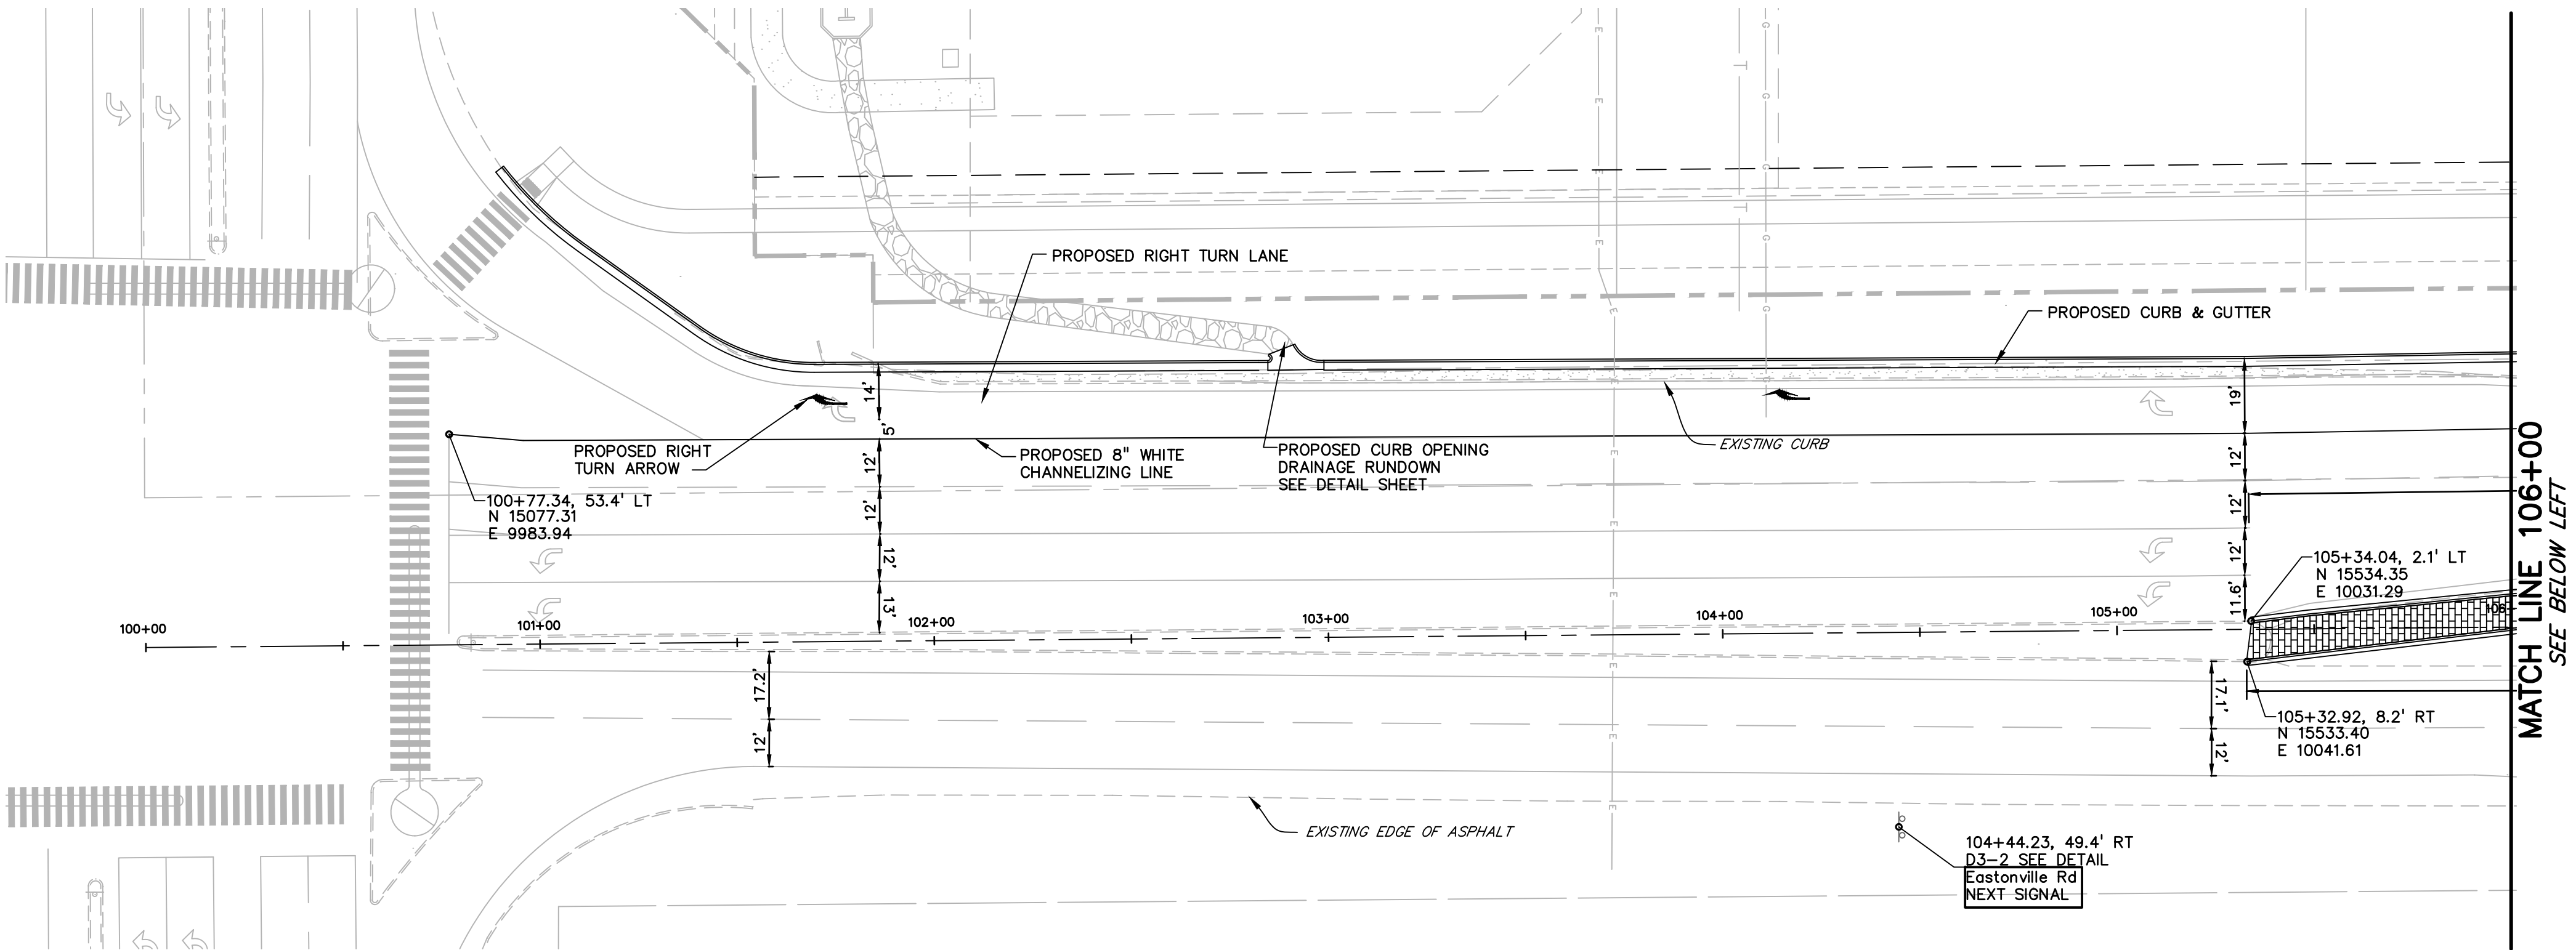 PROPOSED RIGHT TURN LANE
PROPOSED CURB & GUTTER
14'
5'
12'
12'
12'
13'
19'
12'
12'
12'
11.6'
PROPOSED RIGHT
TURN ARROW
PROPOSED 8" WHITE
CHANNELIZING LINE
PROPOSED CURB OPENING
DRAINAGE RUNDOWN
SEE DETAIL SHEET
EXISTING CURB
100+77.34, 53.4' LT
N 15077.31
E 9983.94
105+34.04, 2.1' LT
N 15534.35
E 10031.29
100+00
101+00
102+00
103+00
104+00
105+00
106+
17.2'
12'
17.1'
12'
105+32.92, 8.2' RT
N 15533.40
E 10041.61
EXISTING EDGE OF ASPHALT
104+44.23, 49.4' RT
D3-2 SEE DETAIL
Eastonville Rd
NEXT SIGNAL
MATCH LINE 106+00
SEE BELOW LEFT
E
E
E
E
E
E
E
E
E
E
G
G
G
G
G
T
T